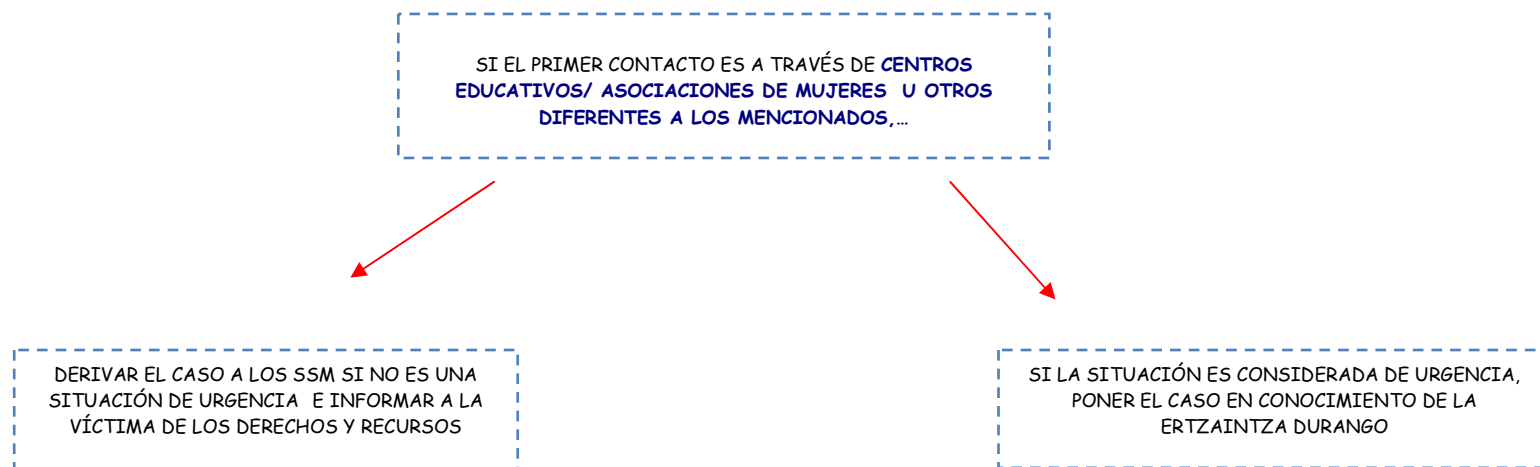 SI EL PRIMER CONTACTO ES A TRAVÉS DE CENTROS
EDUCATIVOS/ ASOCIACIONES DE MUJERES U OTROS
DIFERENTES A LOS MENCIONADOS,…
DERIVAR EL CASO A LOS SSM SI NO ES UNA
SITUACIÓN DE URGENCIA E INFORMAR A LA
VÍCTIMA DE LOS DERECHOS Y RECURSOS
SI LA SITUACIÓN ES CONSIDERADA DE URGENCIA,
PONER EL CASO EN CONOCIMIENTO DE LA
ERTZAINTZA DURANGO